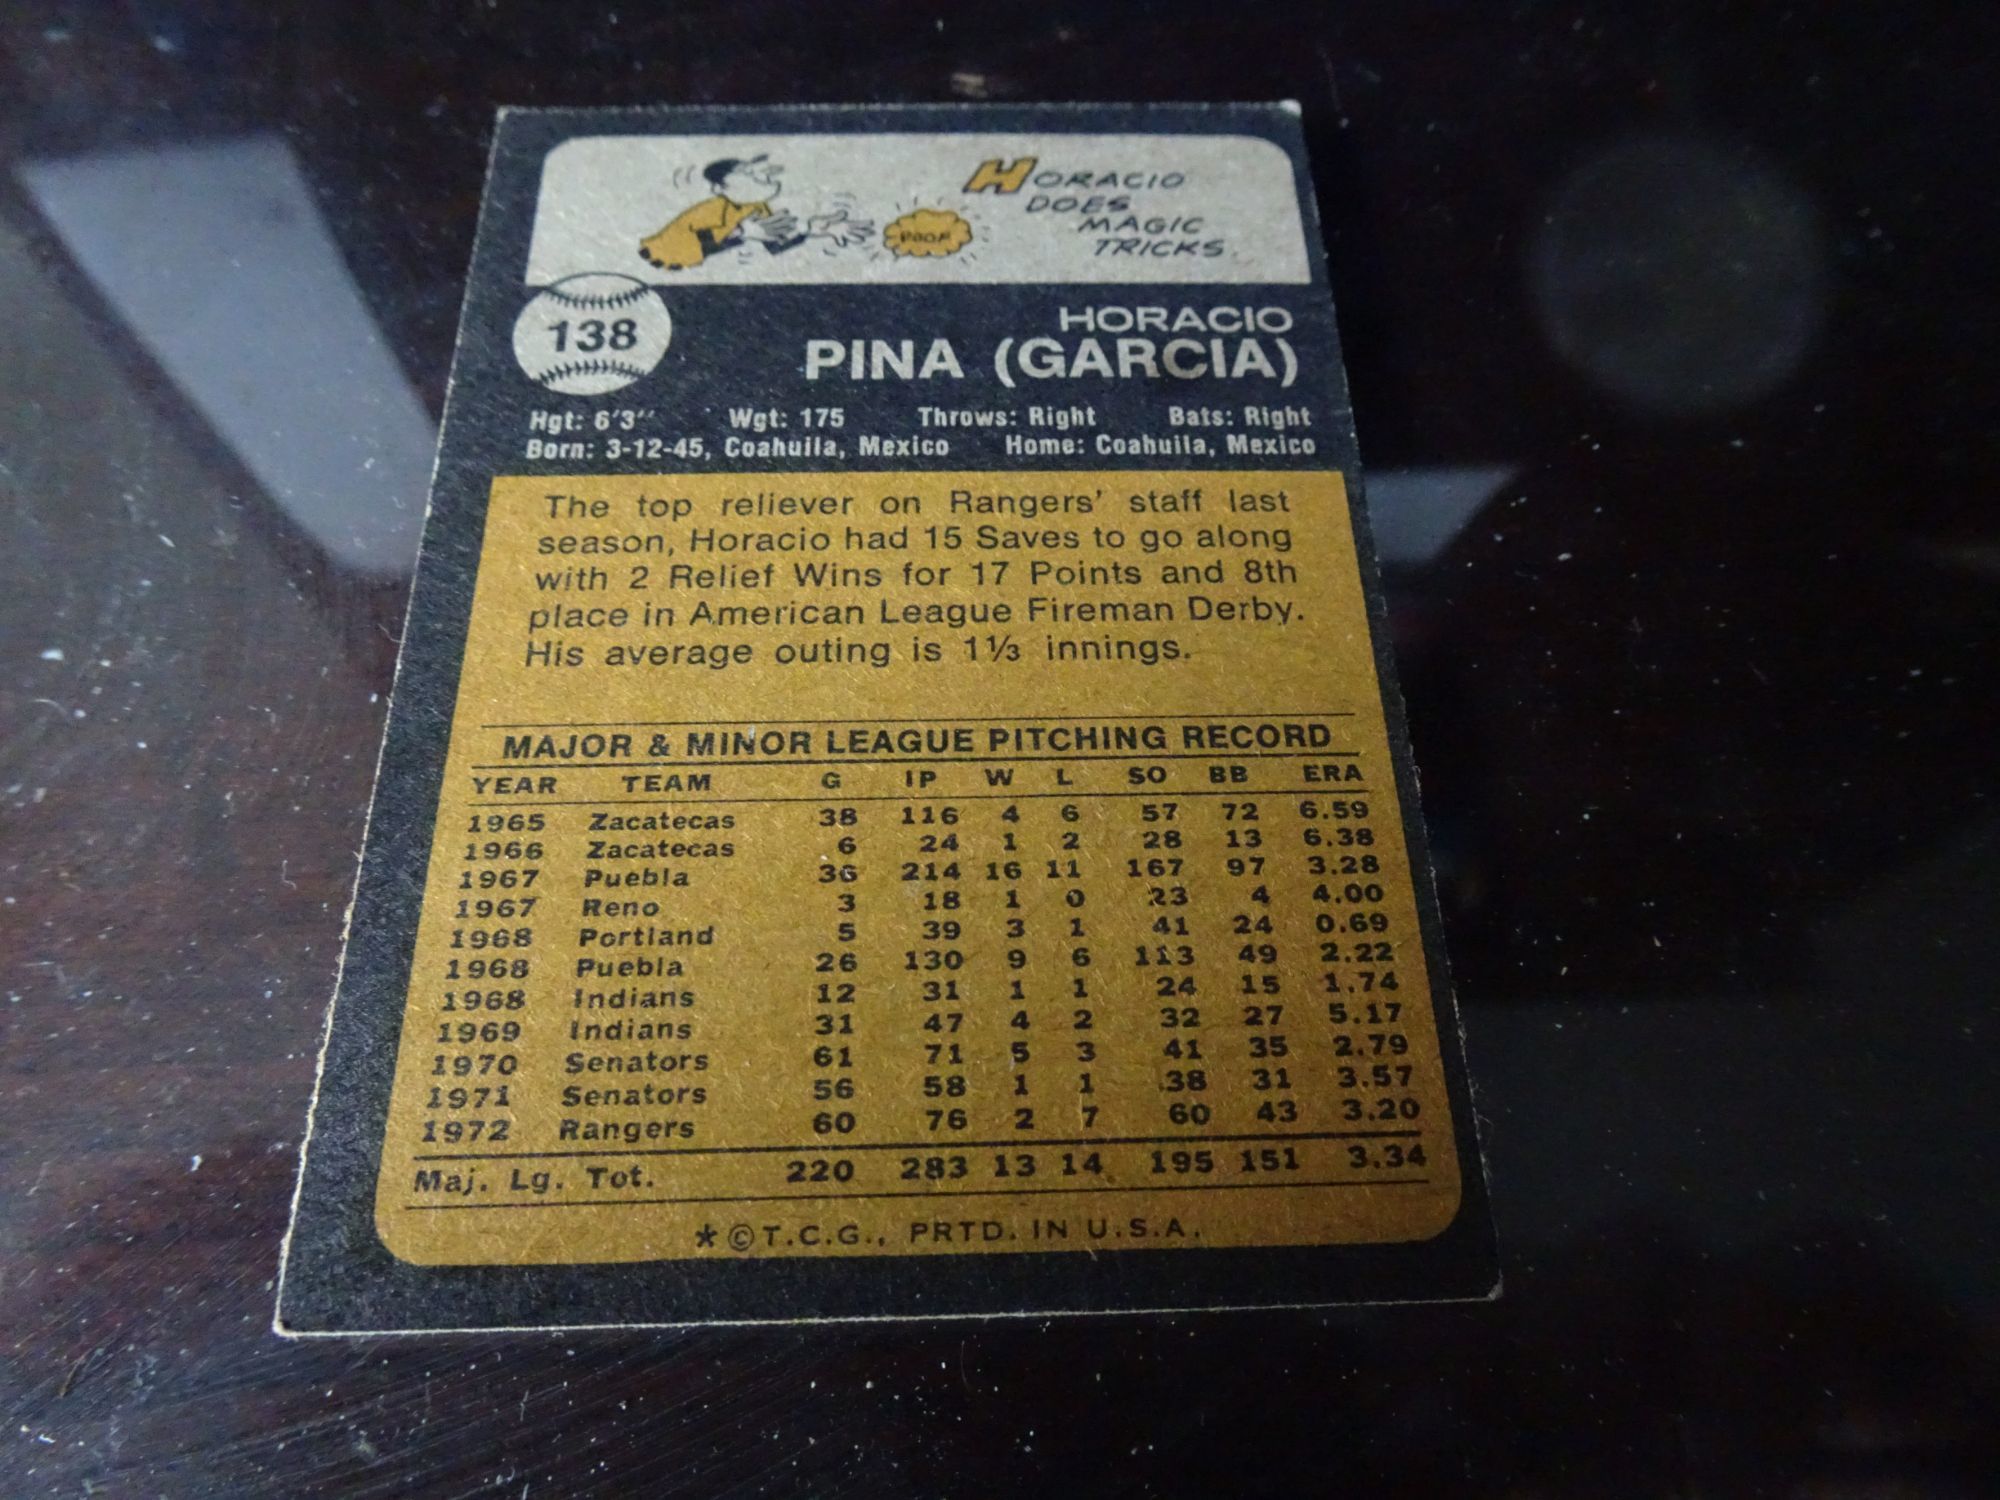 HORACIO
DOES
MAGIC
TRICKS
POOF
138
HORACIO
PINA (GARCIA)
Hgt: 6'3" Wgt: 175 Throws: Right Bats: Right
Born: 3-12-45, Coahuila, Mexico Home: Coahuila, Mexico
The top reliever on Rangers' staff last
season, Horacio had 15 Saves to go along
with 2 Relief Wins for 17 Points and 8th
place in American League Fireman Derby.
His average outing is 1⅓ innings.
MAJOR & MINOR LEAGUE PITCHING RECORD
YEAR TEAM G IP W L SO BB ERA
1965 Zacatecas 38 116 4 6 57 72 6.59
1966 Zacatecas 6 24 1 2 28 13 6.38
1967 Puebla 36 214 16 11 167 97 3.28
1967 Reno 3 18 1 0 23 4 4.00
1968 Portland 5 39 3 1 41 24 0.69
1968 Puebla 26 130 9 6 113 49 2.22
1968 Indians 12 31 1 1 24 15 1.74
1969 Indians 31 47 4 2 32 27 5.17
1970 Senators 61 71 5 3 41 35 2.79
1971 Senators 56 58 1 1 38 31 3.57
1972 Rangers 60 76 2 7 60 43 3.20
Maj. Lg. Tot. 220 283 13 14 195 151 3.34
*©T.C.G., PRTD. IN U.S.A.